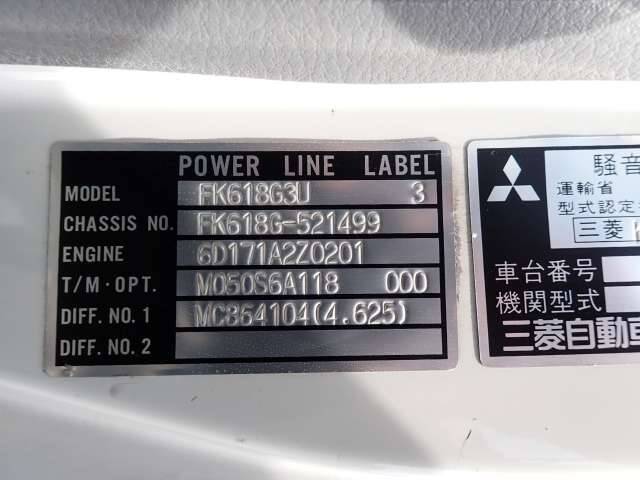 POWER LINE LABEL
MODEL FK618G3U 3
CHASSIS NO. FK618G-521499
ENGINE 6D171A2Z0201
T/M·OPT. M050S6A118 000
DIFF. NO. 1 MC864104(4.625)
DIFF. NO. 2
騒音
運輸省
型式認定
三菱
車台番号
機関型式
三菱自動車